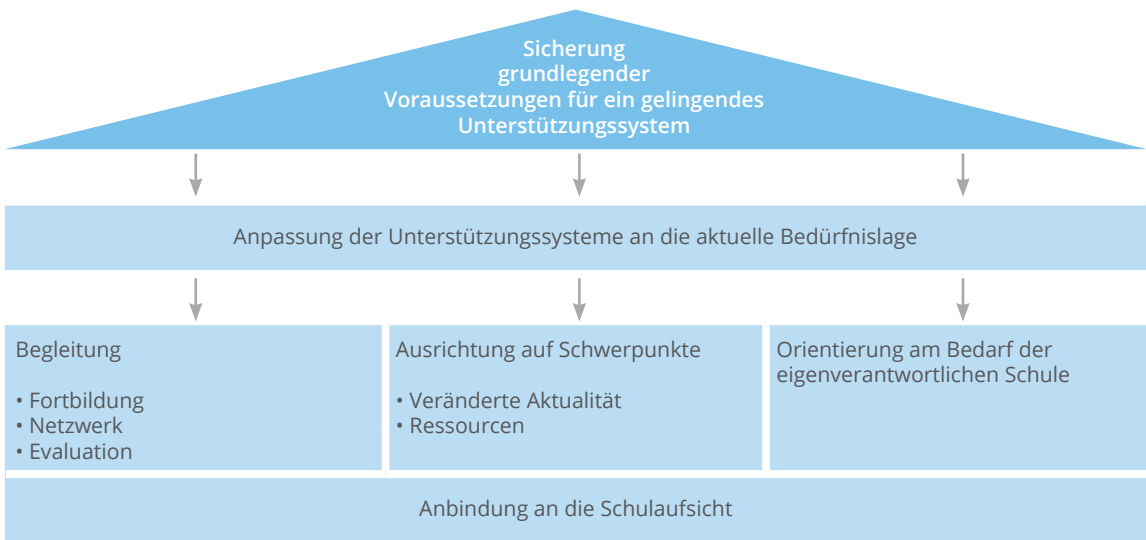 Sicherung
grundlegender
Voraussetzungen für ein gelingendes
Unterstützungssystem
Anpassung der Unterstützungssysteme an die aktuelle Bedürfnislage
Begleitung
• Fortbildung
• Netzwerk
• Evaluation
Ausrichtung auf Schwerpunkte
• Veränderte Aktualität
• Ressourcen
Orientierung am Bedarf der
eigenverantwortlichen Schule
Anbindung an die Schulaufsicht